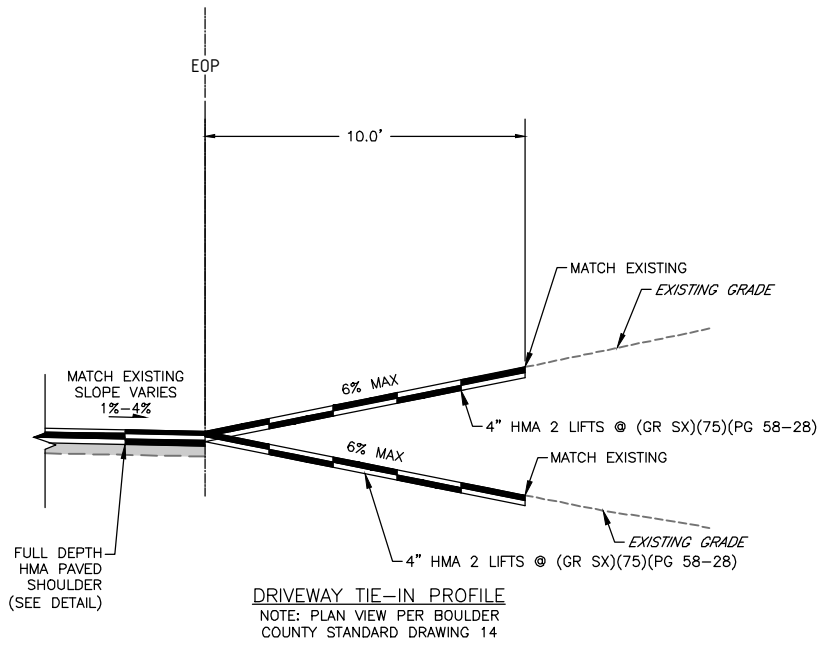 EOP
10.0'
MATCH EXISTING
EXISTING GRADE
MATCH EXISTING
SLOPE VARIES
1%-4%
6% MAX
4" HMA 2 LIFTS @ (GR SX)(75)(PG 58-28)
6% MAX
MATCH EXISTING
FULL DEPTH
HMA PAVED
SHOULDER
(SEE DETAIL)
EXISTING GRADE
4" HMA 2 LIFTS @ (GR SX)(75)(PG 58-28)
DRIVEWAY TIE-IN PROFILE
NOTE: PLAN VIEW PER BOULDER
COUNTY STANDARD DRAWING 14